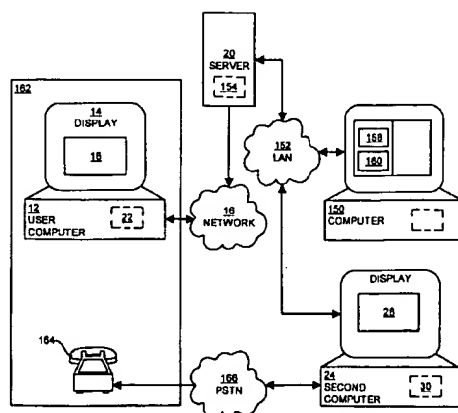 162
14
DISPLAY
18
12
USER
COMPUTER
22
164
20
SERVER
154
16
NETWORK
152
LAN
158
160
150
COMPUTER
DISPLAY
28
24
SECOND
COMPUTER
30
166
PSTN